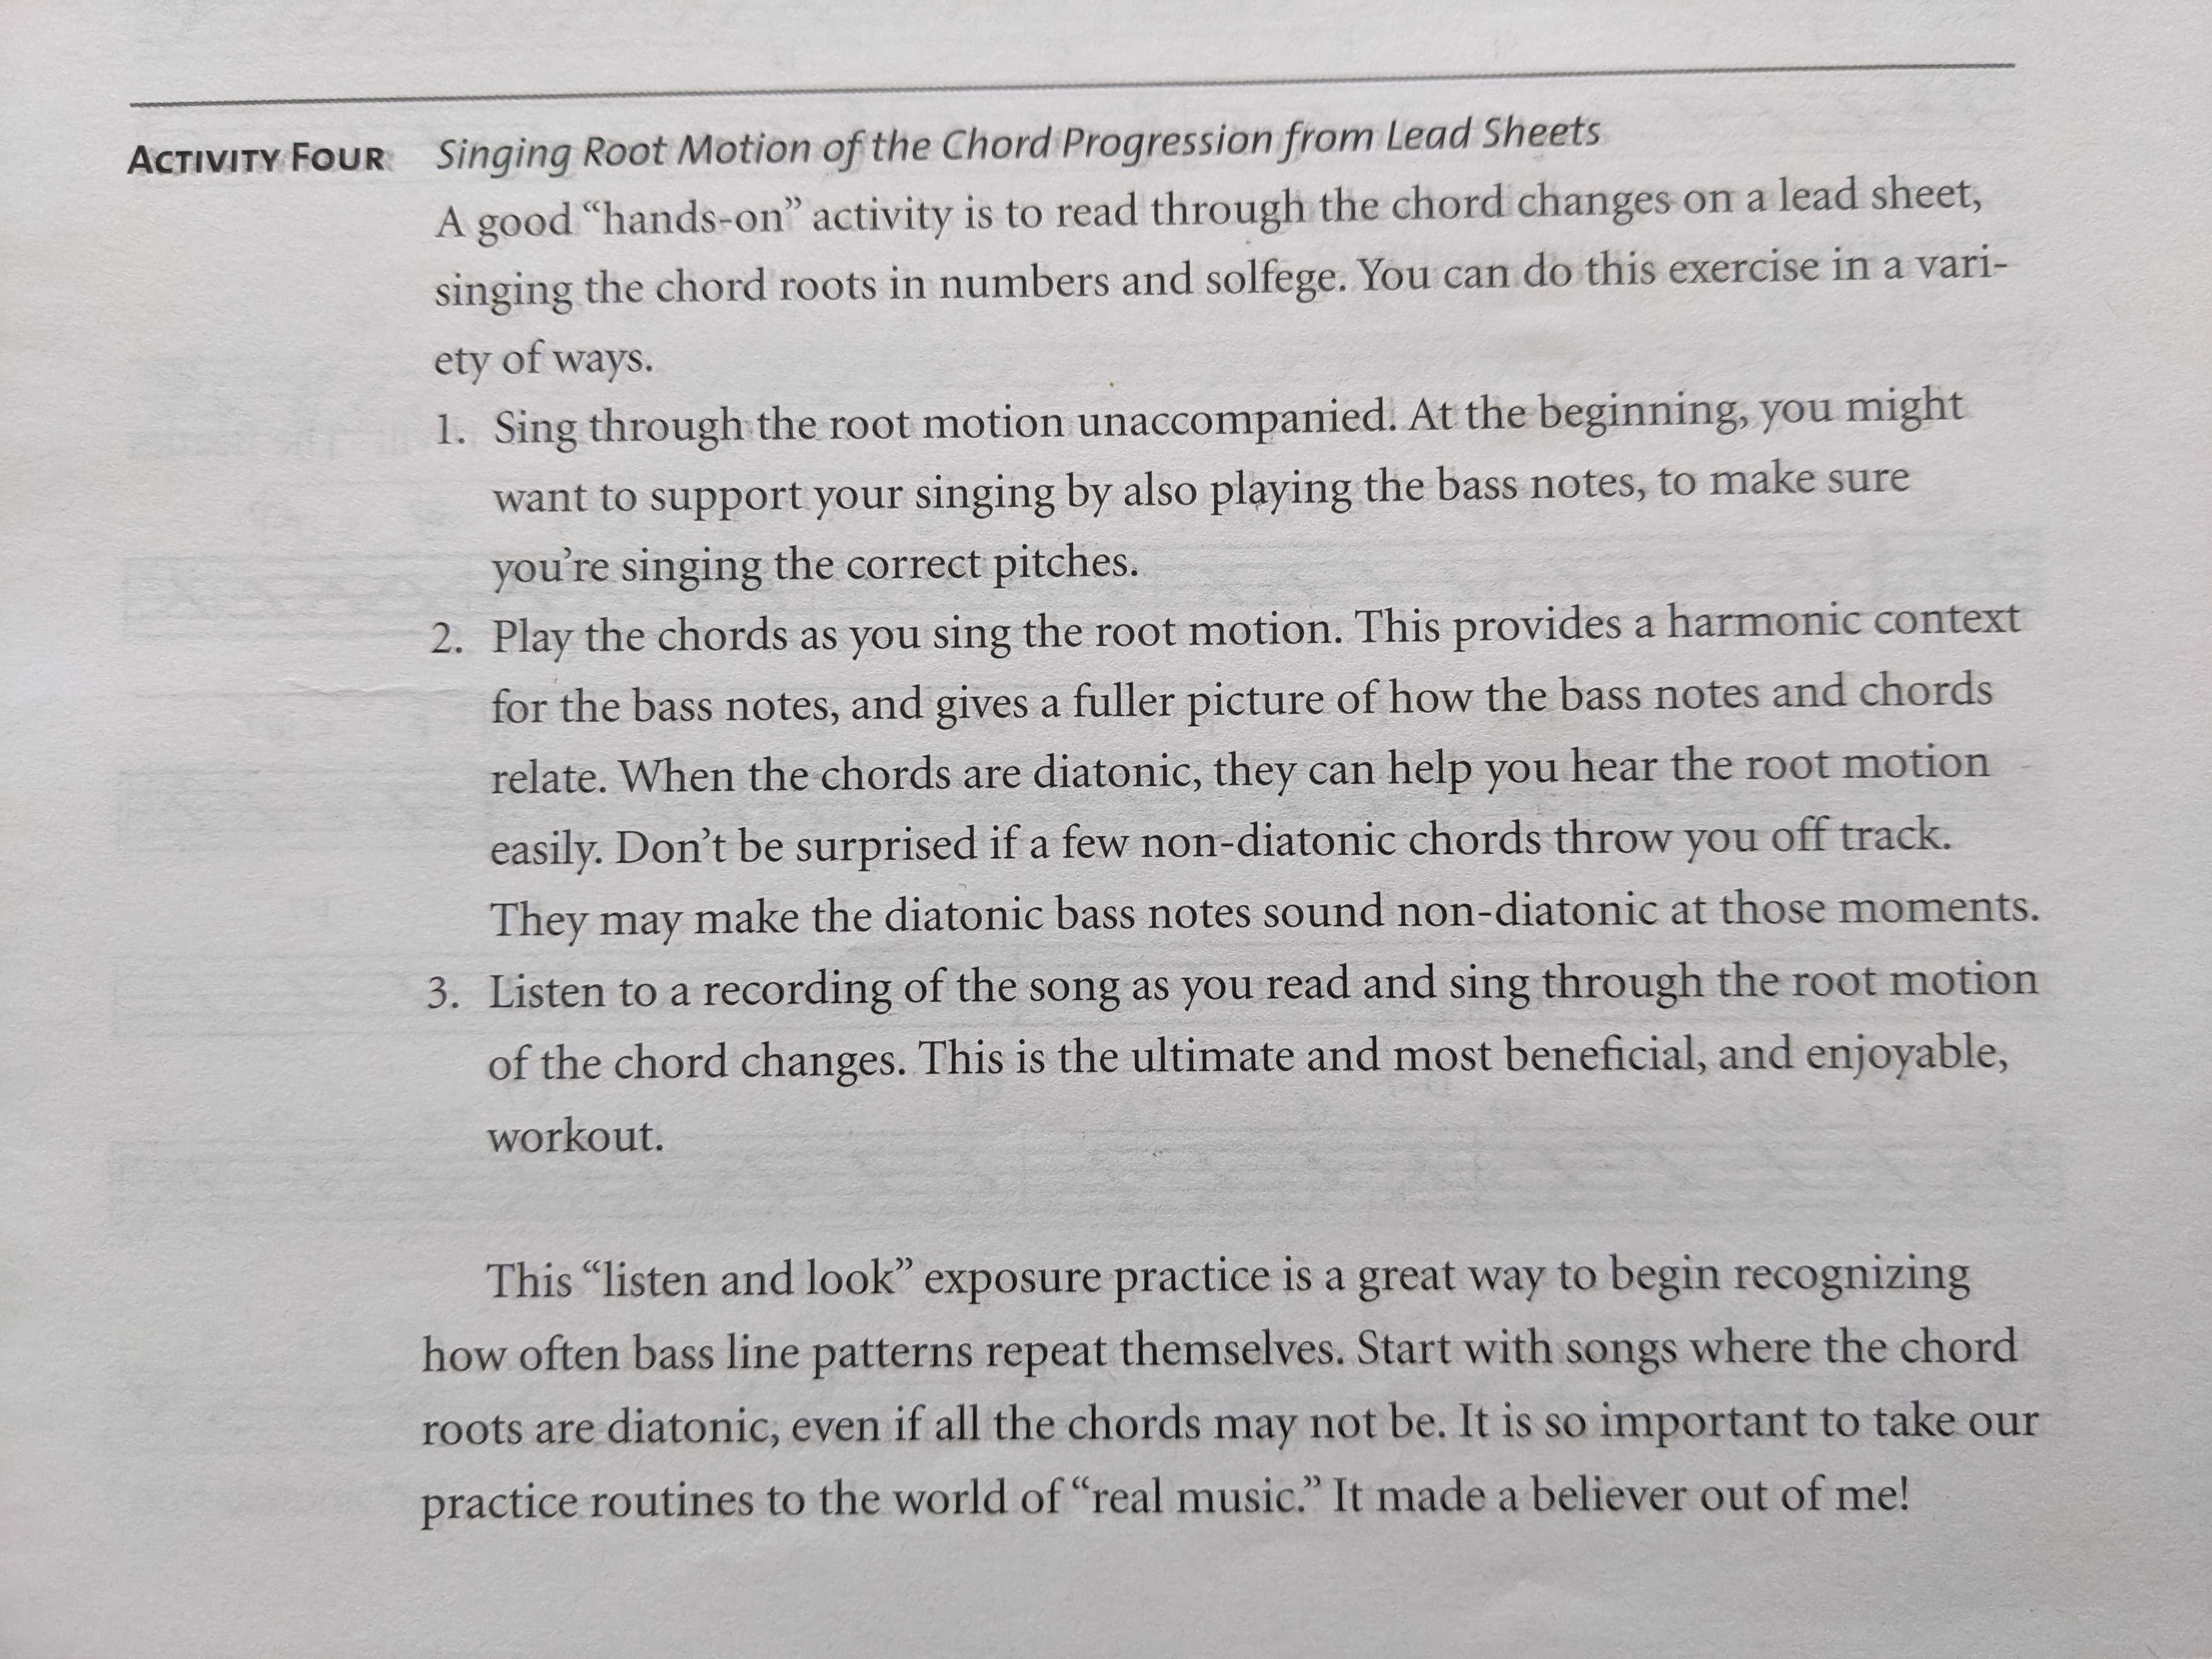 ACTIVITY FOUR Singing Root Motion of the Chord Progression from Lead Sheets
A good “hands-on” activity is to read through the chord changes on a lead sheet,
singing the chord roots in numbers and solfege. You can do this exercise in a vari-
ety of ways.
1. Sing through the root motion unaccompanied. At the beginning, you might
want to support your singing by also playing the bass notes, to make sure
you’re singing the correct pitches.
2. Play the chords as you sing the root motion. This provides a harmonic context
for the bass notes, and gives a fuller picture of how the bass notes and chords
relate. When the chords are diatonic, they can help you hear the root motion
easily. Don’t be surprised if a few non-diatonic chords throw you off track.
They may make the diatonic bass notes sound non-diatonic at those moments.
3. Listen to a recording of the song as you read and sing through the root motion
of the chord changes. This is the ultimate and most beneficial, and enjoyable,
workout.
This “listen and look” exposure practice is a great way to begin recognizing
how often bass line patterns repeat themselves. Start with songs where the chord
roots are diatonic, even if all the chords may not be. It is so important to take our
practice routines to the world of “real music.” It made a believer out of me!